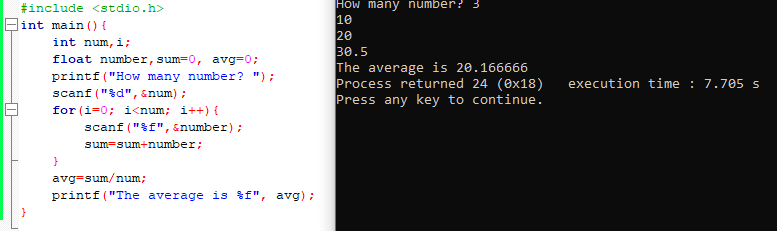 #include <stdio.h>
int main(){
    int num,i;
    float number,sum=0, avg=0;
    printf("How many number? ");
    scanf("%d",&num);
    for(i=0; i<num; i++){
        scanf("%f",&number);
        sum=sum+number;
    }
    avg=sum/num;
    printf("The average is %f", avg);
}
How many number? 3
10
20
30.5
The average is 20.166666
Process returned 24 (0x18)   execution time : 7.705 s
Press any key to continue.